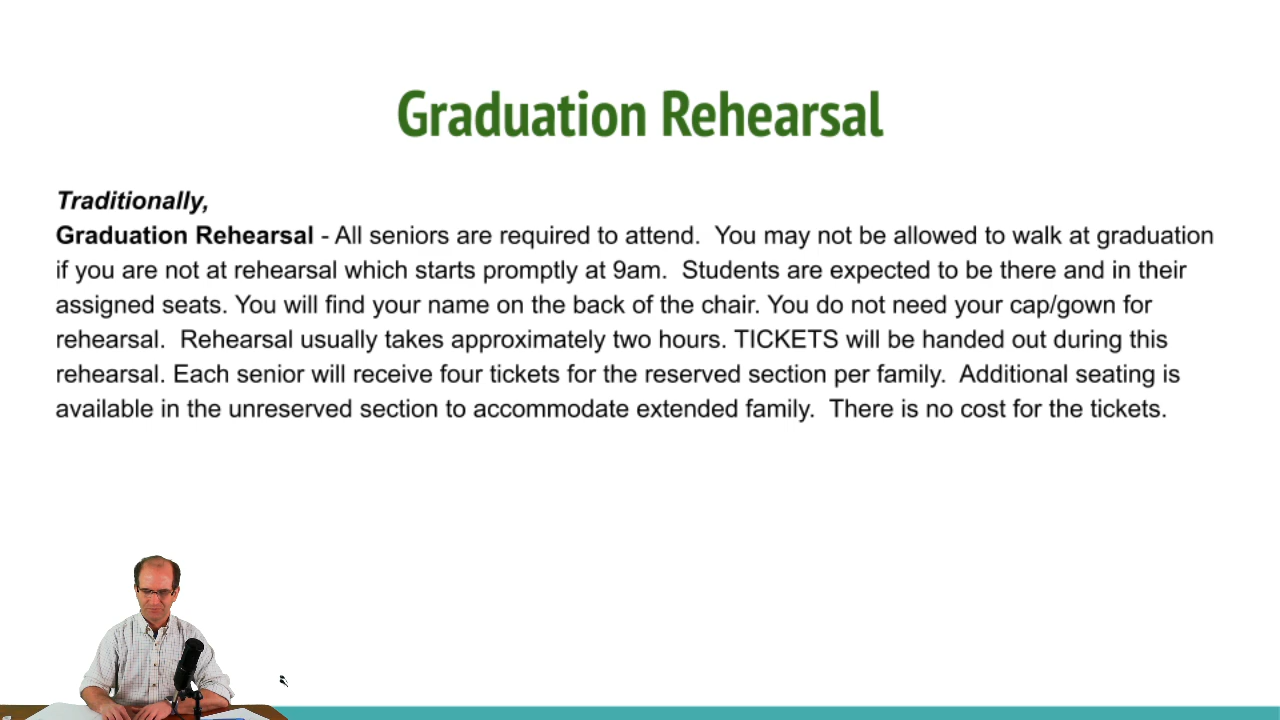 Graduation Rehearsal
Traditionally,
Graduation Rehearsal - All seniors are required to attend.  You may not be allowed to walk at graduation
if you are not at rehearsal which starts promptly at 9am.  Students are expected to be there and in their
assigned seats. You will find your name on the back of the chair. You do not need your cap/gown for
rehearsal.  Rehearsal usually takes approximately two hours. TICKETS will be handed out during this
rehearsal. Each senior will receive four tickets for the reserved section per family.  Additional seating is
available in the unreserved section to accommodate extended family.  There is no cost for the tickets.